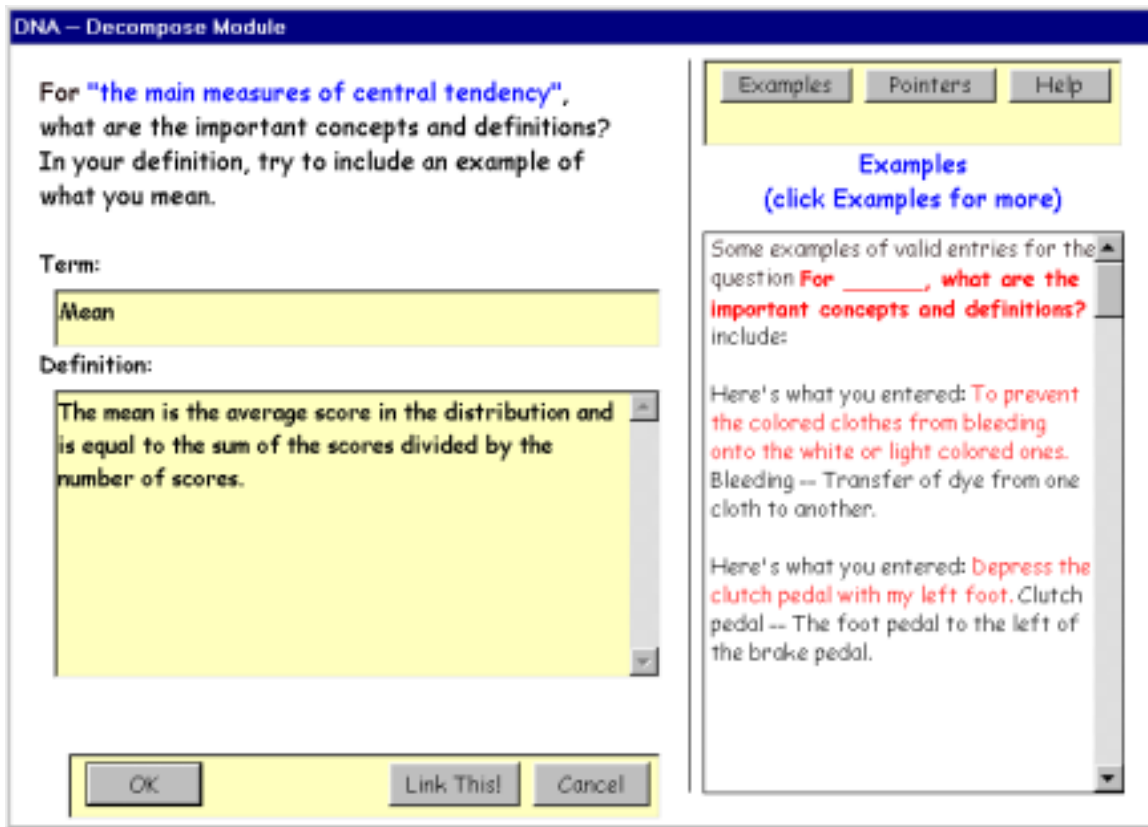 DNA – Decompose Module
For "the main measures of central tendency",
what are the important concepts and definitions?
In your definition, try to include an example of
what you mean.
Term:
Mean
Definition:
The mean is the average score in the distribution and
is equal to the sum of the scores divided by the
number of scores.
OK
Link This!
Cancel
Examples
Pointers
Help
Examples
(click Examples for more)
Some examples of valid entries for the
question For ______, what are the
important concepts and definitions?
include:
Here's what you entered: To prevent
the colored clothes from bleeding
onto the white or light colored ones.
Bleeding -- Transfer of dye from one
cloth to another.
Here's what you entered: Depress the
clutch pedal with my left foot. Clutch
pedal -- The foot pedal to the left of
the brake pedal.